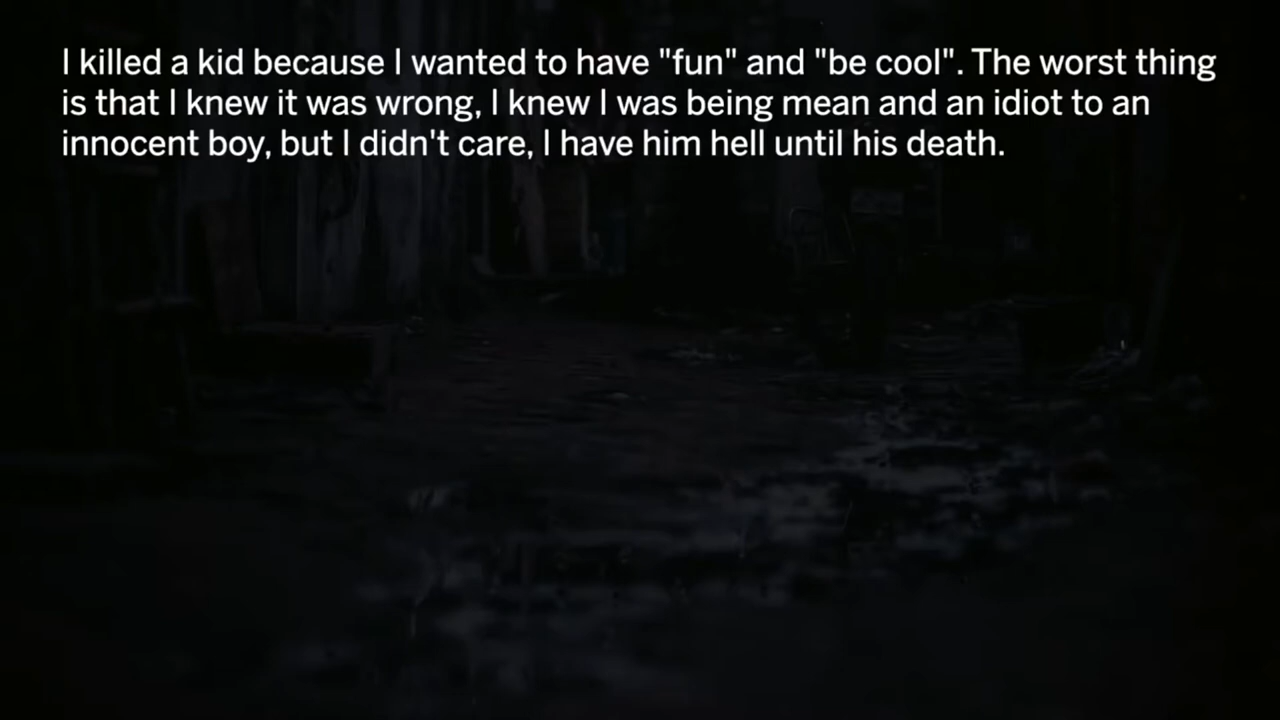 I killed a kid because I wanted to have "fun" and "be cool". The worst thing
is that I knew it was wrong, I knew I was being mean and an idiot to an
innocent boy, but I didn't care, I have him hell until his death.